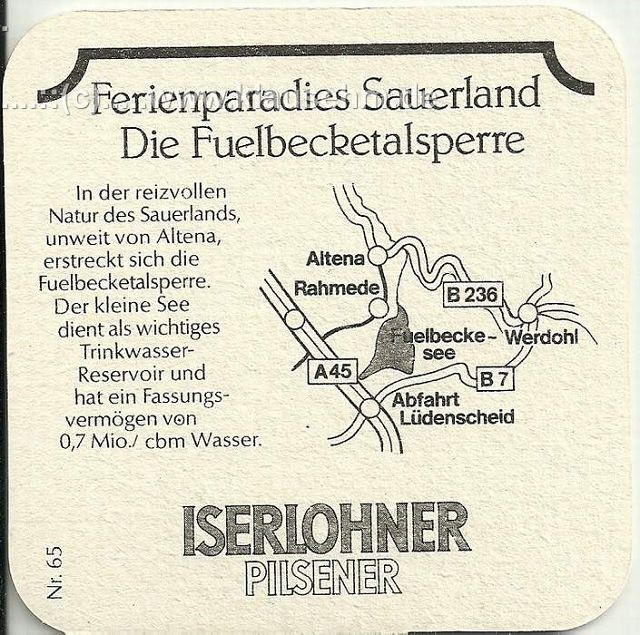 Ferienparadies Sauerland
Die Fuelbecketalsperre
In der reizvollen
Natur des Sauerlands,
unweit von Altena,
erstreckt sich die
Fuelbecketalsperre.
Der kleine See
dient als wichtiges
Trinkwasser-
Reservoir und
hat ein Fassungs-
vermögen von
0,7 Mio./ cbm Wasser.
Altena
Rahmede
B 236
Fuelbecke-
see
Werdohl
A45
B 7
Abfahrt
Lüdenscheid
ISERLOHNER
PILSENER
Nr. 65